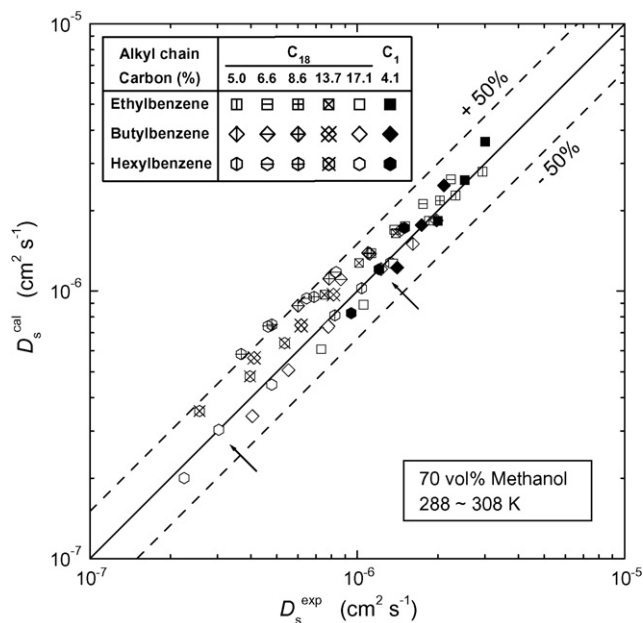 10⁻⁵
Alkyl chain C₁₈ C₁
Carbon (%) 5.0 6.6 8.6 13.7 17.1 4.1
Ethylbenzene
Butylbenzene
Hexylbenzene
+ 50%
- 50%
10⁻⁶
Dₛᶜᵃˡ (cm² s⁻¹)
70 vol% Methanol
288 ~ 308 K
10⁻⁷
10⁻⁷ 10⁻⁶ 10⁻⁵
Dₛᵉˣᵖ (cm² s⁻¹)